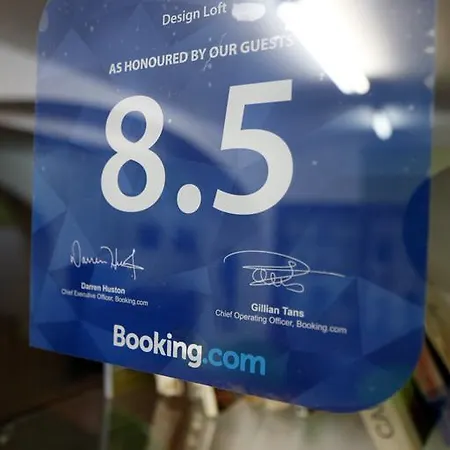 Design Loft
AS HONOURED BY OUR GUESTS
8.5
Darren Huston
Chief Executive Officer, Booking.com
Gillian Tans
Chief Operating Officer, Booking.com
Booking.com